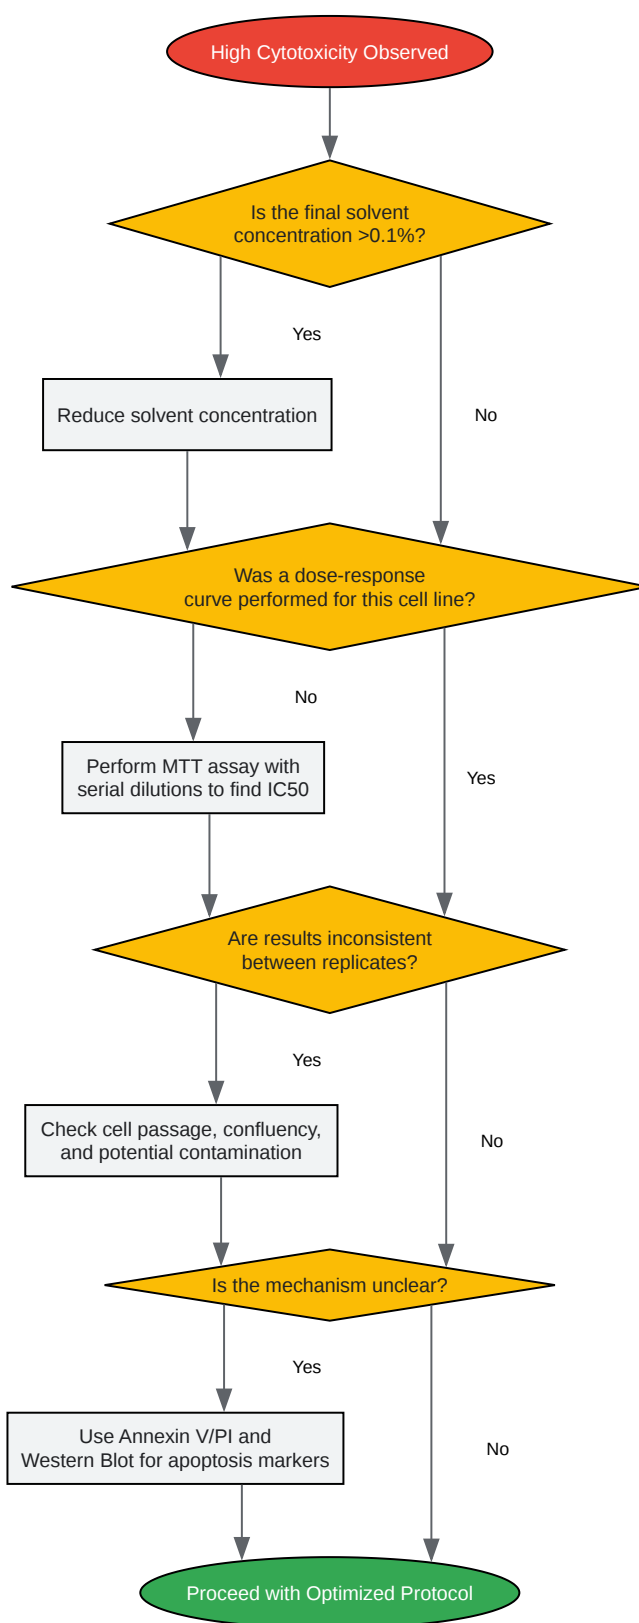 High Cytotoxicity Observed
Is the final solvent
concentration >0.1%?
Yes
Reduce solvent concentration
No
Was a dose-response
curve performed for this cell line?
No
Perform MTT assay with
serial dilutions to find IC50
Yes
Are results inconsistent
between replicates?
Yes
Check cell passage, confluency,
and potential contamination
No
Is the mechanism unclear?
Yes
Use Annexin V/PI and
Western Blot for apoptosis markers
No
Proceed with Optimized Protocol